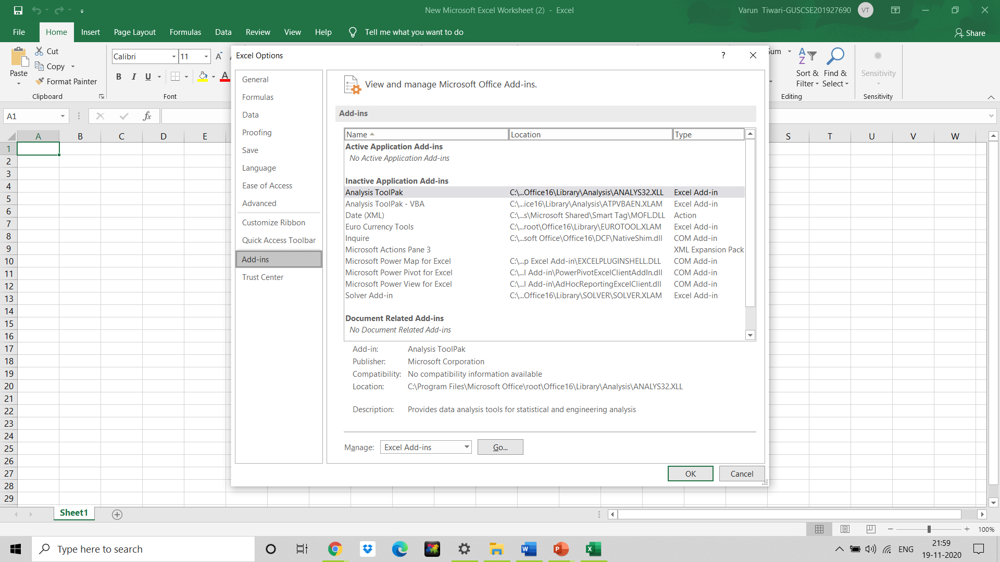 New Microsoft Excel Worksheet (2) - Excel
Varun Tiwari-GUSCSE201927690
VT
File Home Insert Page Layout Formulas Data Review View Help Tell me what you want to do
Share
Paste
Cut
Copy
Format Painter
Clipboard
Calibri 11
B I U A
Font
Sort & Filter
Find & Select
Editing
Sensitivity
Sensitivity
A1
fx
A B C D E S T U V W
1
2
3
4
5
6
7
8
9
10
11
12
13
14
15
16
17
18
19
20
21
22
23
24
25
26
27
28
29
Excel Options
?
General
Formulas
Data
Proofing
Save
Language
Ease of Access
Advanced
Customize Ribbon
Quick Access Toolbar
Add-ins
Trust Center
View and manage Microsoft Office Add-ins.
Add-ins
Name Location Type
Active Application Add-ins
No Active Application Add-ins
Inactive Application Add-ins
Analysis ToolPak C:\...Office16\Library\Analysis\ANALYS32.XLL Excel Add-in
Analysis ToolPak - VBA C:\...ice16\Library\Analysis\ATPVBAEN.XLAM Excel Add-in
Date (XML) C:\...s\Microsoft Shared\Smart Tag\MOFL.DLL Action
Euro Currency Tools C:\...root\Office16\Library\EUROTOOL.XLAM Excel Add-in
Inquire C:\...soft Office\Office16\DCF\NativeShim.dll COM Add-in
Microsoft Actions Pane 3 XML Expansion Pack
Microsoft Power Map for Excel C:\...p Excel Add-in\EXCELPLUGINSHELL.DLL COM Add-in
Microsoft Power Pivot for Excel C:\...l Add-in\PowerPivotExcelClientAddIn.dll COM Add-in
Microsoft Power View for Excel C:\...l Add-in\AdHocReportingExcelClient.dll COM Add-in
Solver Add-in C:\...Office16\Library\SOLVER\SOLVER.XLAM Excel Add-in
Document Related Add-ins
No Document Related Add-ins
Add-in: Analysis ToolPak
Publisher: Microsoft Corporation
Compatibility: No compatibility information available
Location: C:\Program Files\Microsoft Office\root\Office16\Library\Analysis\ANALYS32.XLL
Description: Provides data analysis tools for statistical and engineering analysis
Manage: Excel Add-ins Go...
OK Cancel
Sheet1
100%
Type here to search
ENG
21:59
19-11-2020